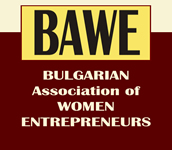 BAWE
BULGARIAN
Association of
WOMEN
ENTREPRENEURS